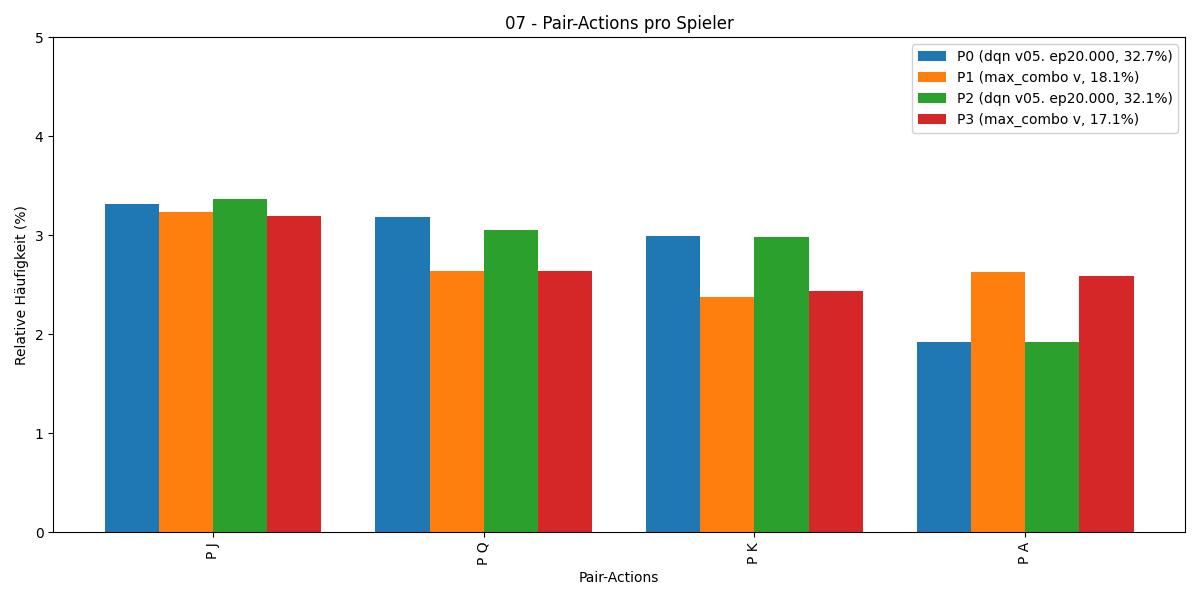 07 - Pair-Actions pro Spieler
P0 (dqn v05. ep20.000, 32.7%)
P1 (max_combo v, 18.1%)
P2 (dqn v05. ep20.000, 32.1%)
P3 (max_combo v, 17.1%)
Relative Häufigkeit (%)
5
4
3
2
1
0
P J
P Q
P K
P A
Pair-Actions